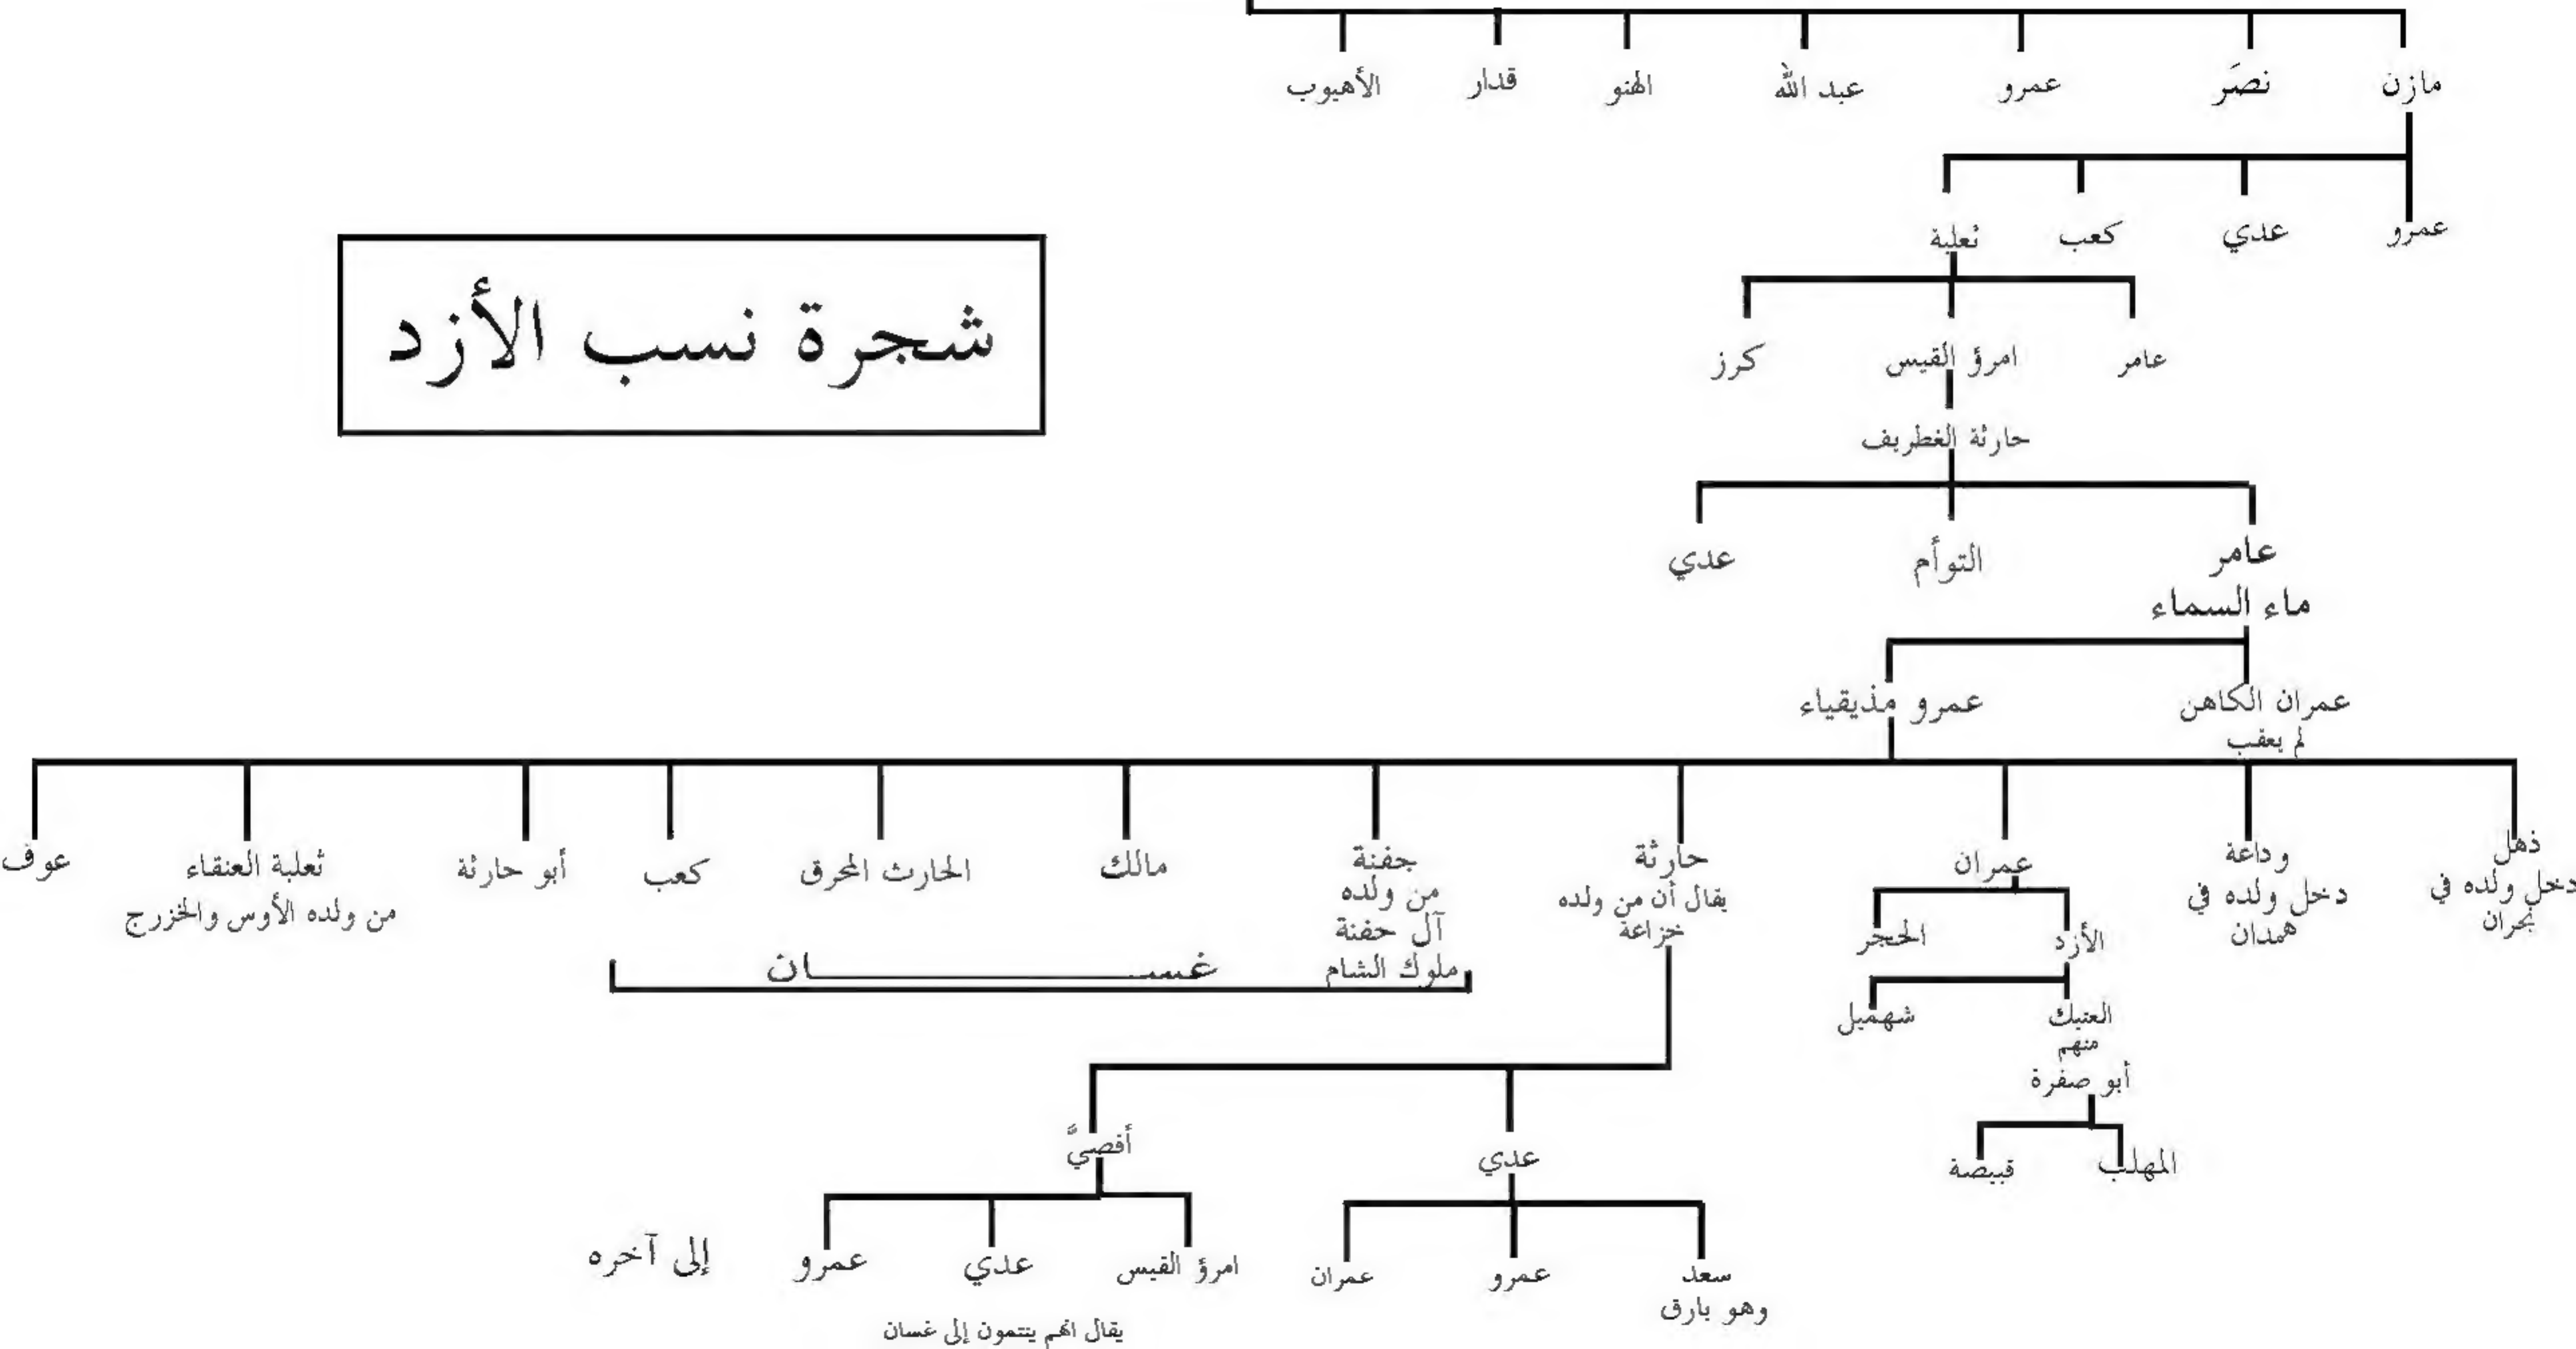 مازن نصَر عمرو عبد الله الهنو قدار الأهيوب
عمرو عدي كعب ثعلبة
شجرة نسب الأزد
عامر امرؤ القيس كرز
حارثة الغطريف
عامر التوأم عدي
ماء السماء
عمران الكاهن عمرو مذيقياء
لم يعقب
ذهل وداعة عمران حارثة جفنة مالك الحارث المحرق كعب أبو حارثة ثعلبة العنقاء عوف
دخل ولده في دخل ولده في يقال أن من ولده من ولده من ولده الأوس والخزرج
نجران همدان الأزد الحجر خزاعة آل حفنة
ملوك الشام غســـان
العتيك شهميل
منهم
أبو صفرة
المهلب قبيصة
عدي أفصيَّ
سعد عمرو عمران امرؤ القيس عدي عمرو إلى آخره
وهو بارق
يقال انهم ينتمون إلى غسان